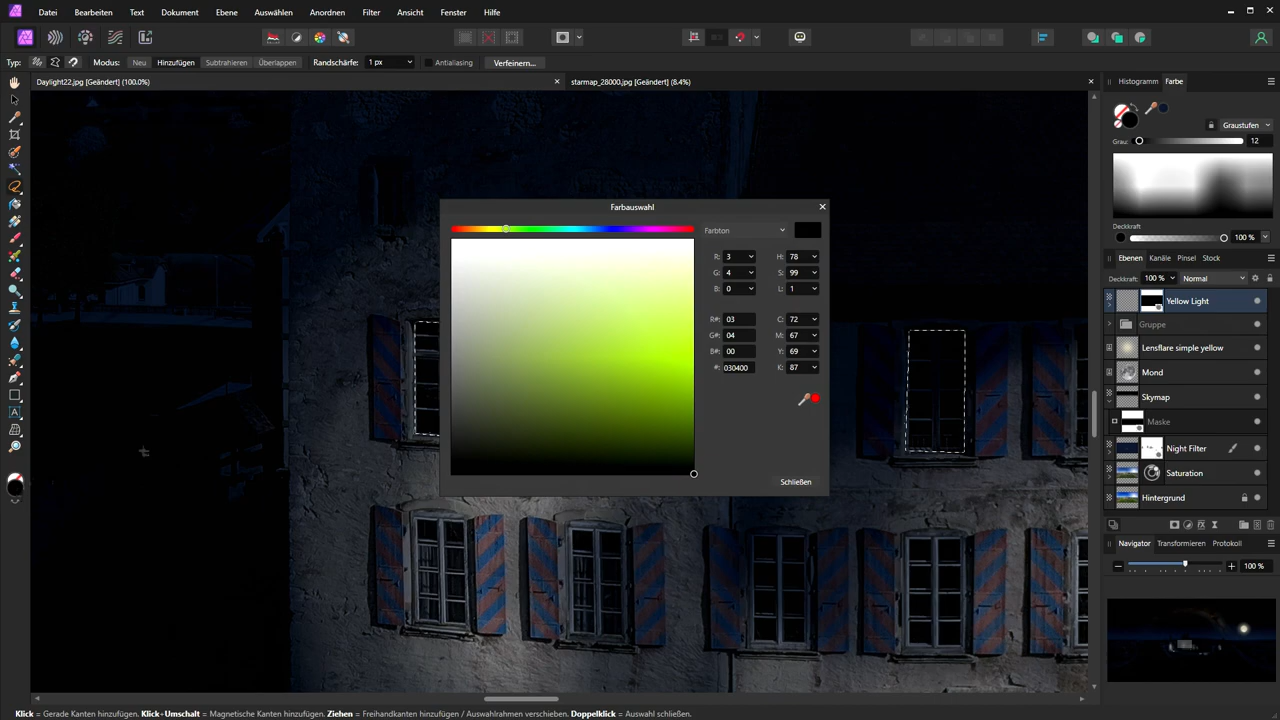 Datei Bearbeiten Text Dokument Ebene Auswählen Anordnen Filter Ansicht Fenster Hilfe
Typ: Modus: Neu Hinzufügen Subtrahieren Überlappen Randschärfe: 1 px Antialiasing Verfeinern...
Daylight22.jpg [Geändert] (100.0%) starmap_28000.jpg [Geändert] (8.4%)
Histogramm Farbe
Graustufen
Grau: 12
Deckkraft
100 %
Ebenen Kanäle Pinsel Stock
Deckkraft: 100 % Normal
Yellow Light
Gruppe
Lensflare simple yellow
Mond
Skymap
Maske
Night Filter
Saturation
Hintergrund
Navigator Transformieren Protokoll
100 %
Farbauswahl
Farbton
R: 3 H: 78
G: 4 S: 99
B: 0 L: 1
R#: 03 C: 72
G#: 04 M: 67
B#: 00 Y: 69
#: 030400 K: 87
Schließen
Klick = Gerade Kanten hinzufügen. Klick+Umschalt = Magnetische Kanten hinzufügen. Ziehen = Freihandkanten hinzufügen / Auswahlrahmen verschieben. Doppelklick = Auswahl schließen.